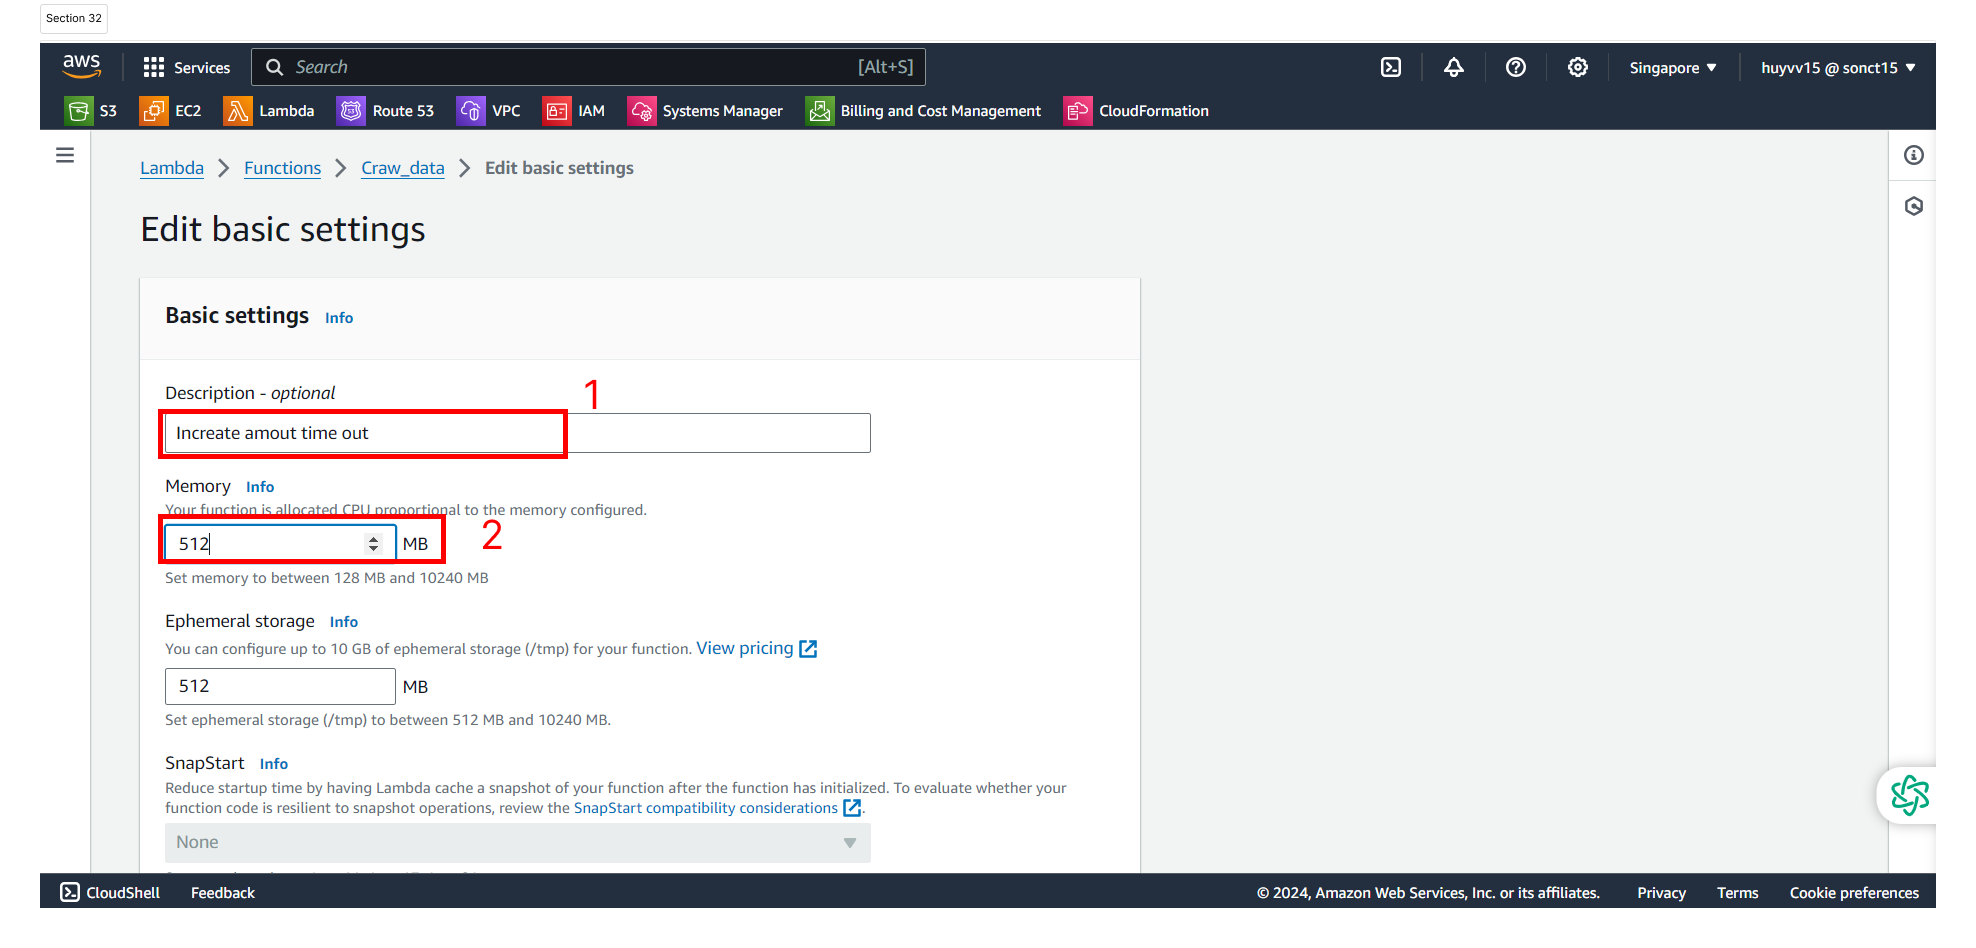 Section 32
aws Services Search [Alt+S] Singapore ▼ huyvv15 @ sonct15 ▼
S3 EC2 Lambda Route 53 VPC IAM Systems Manager Billing and Cost Management CloudFormation
Lambda > Functions > Craw_data > Edit basic settings
Edit basic settings
Basic settings Info
Description - optional
1
Increate amout time out
Memory Info
Your function is allocated CPU proportional to the memory configured.
512 MB
2
Set memory to between 128 MB and 10240 MB
Ephemeral storage Info
You can configure up to 10 GB of ephemeral storage (/tmp) for your function. View pricing
512 MB
Set ephemeral storage (/tmp) to between 512 MB and 10240 MB.
SnapStart Info
Reduce startup time by having Lambda cache a snapshot of your function after the function has initialized. To evaluate whether your
function code is resilient to snapshot operations, review the SnapStart compatibility considerations .
None
CloudShell Feedback © 2024, Amazon Web Services, Inc. or its affiliates. Privacy Terms Cookie preferences